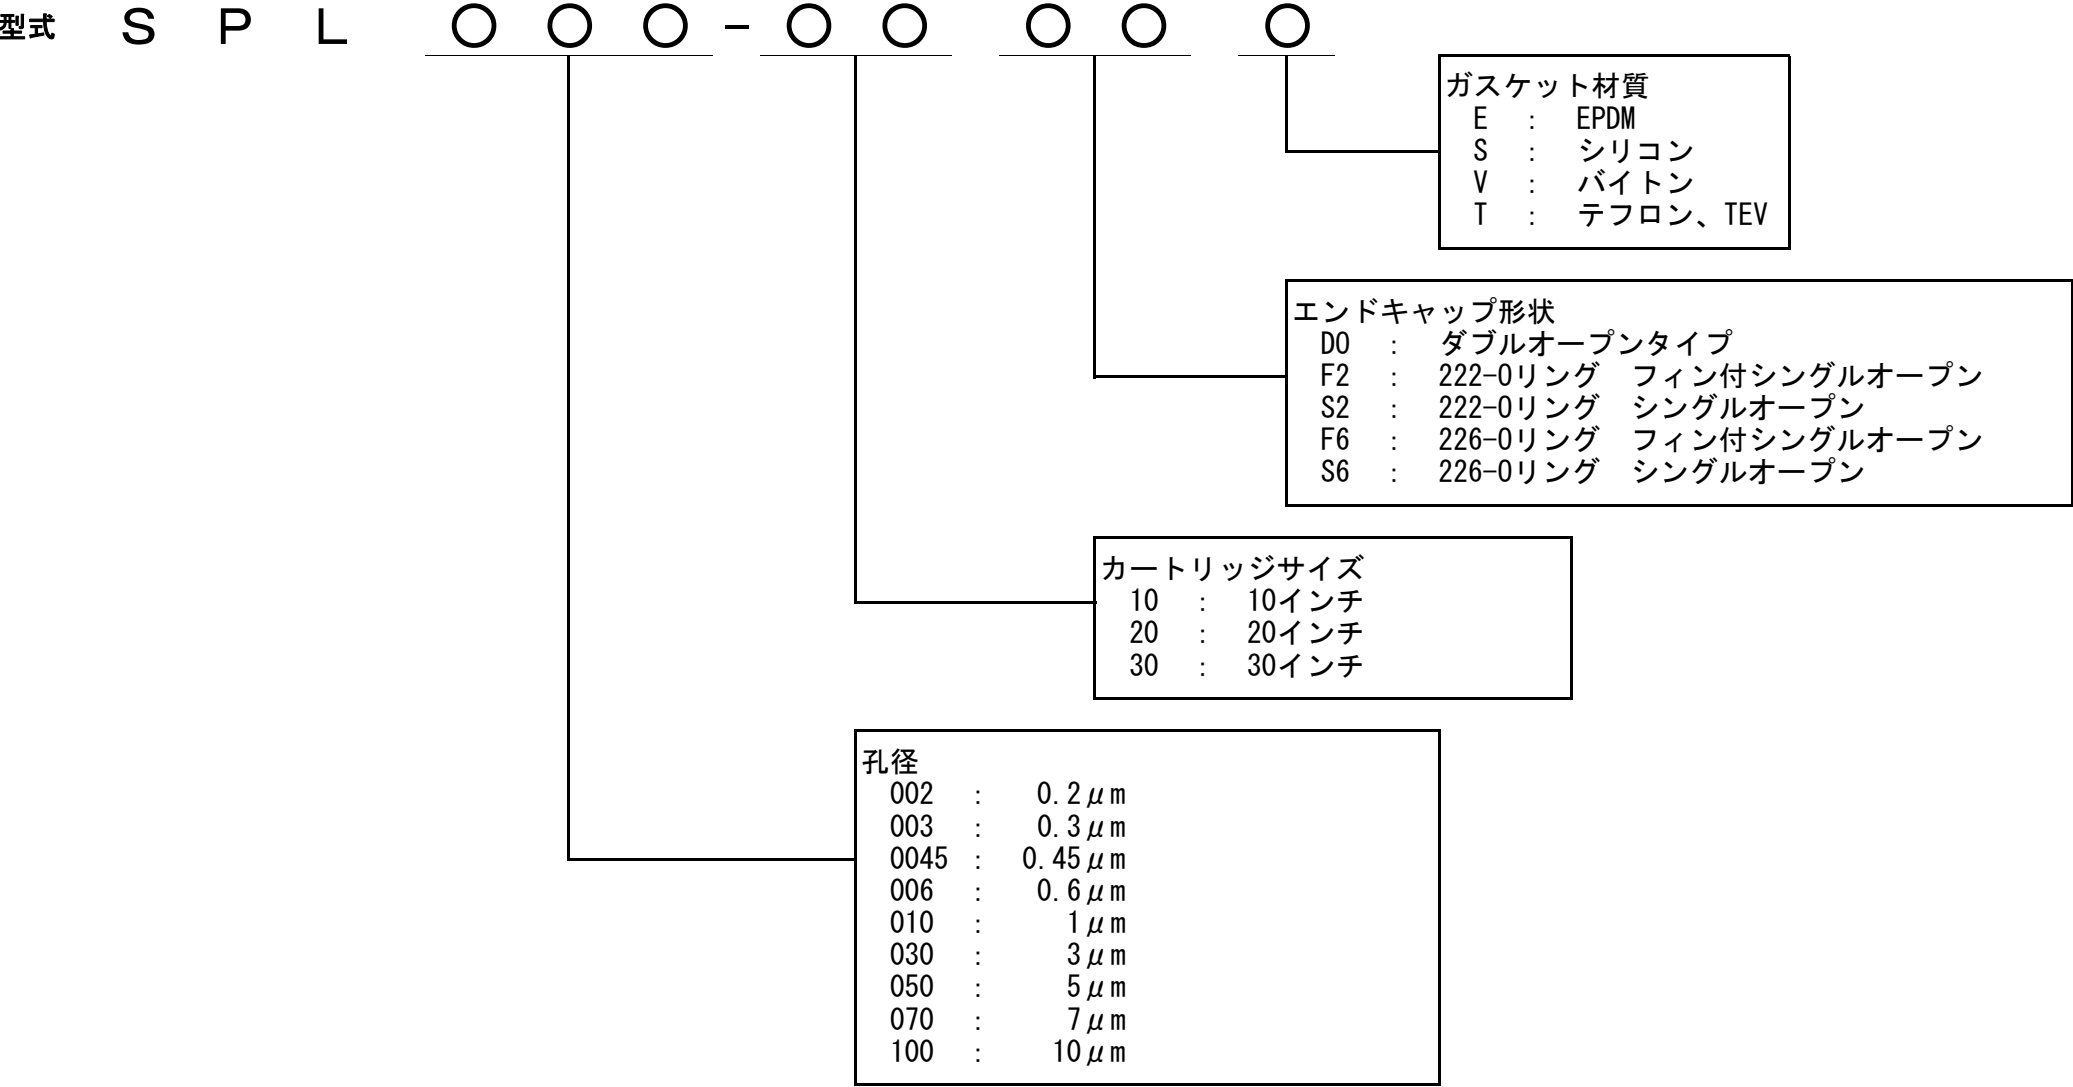 型式 S P L ○ ○ ○ - ○ ○ ○ ○ ○
ガスケット材質
E : EPDM
S : シリコン
V : バイトン
T : テフロン、TEV
エンドキャップ形状
DO : ダブルオープンタイプ
F2 : 222-Oリング フィン付シングルオープン
S2 : 222-Oリング シングルオープン
F6 : 226-Oリング フィン付シングルオープン
S6 : 226-Oリング シングルオープン
カートリッジサイズ
10 : 10インチ
20 : 20インチ
30 : 30インチ
孔径
002 : 0.2μm
003 : 0.3μm
0045 : 0.45μm
006 : 0.6μm
010 : 1μm
030 : 3μm
050 : 5μm
070 : 7μm
100 : 10μm